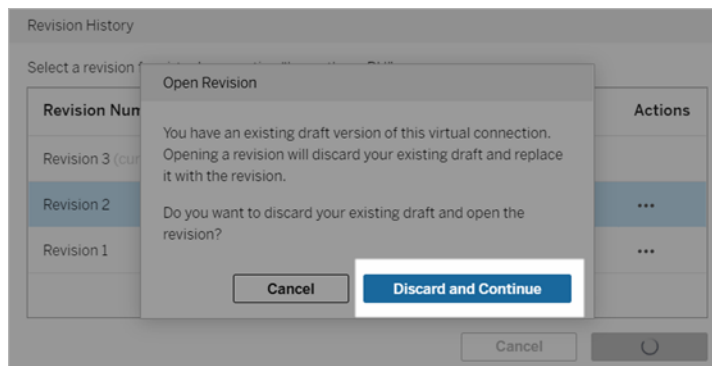 Revision History
Select a revision
Open Revision
Revision Num
Actions
You have an existing draft version of this virtual connection.
Opening a revision will discard your existing draft and replace
it with the revision.
Revision 3 (cur
Revision 2
...
Do you want to discard your existing draft and open the
revision?
Revision 1
...
Cancel
Discard and Continue
Cancel